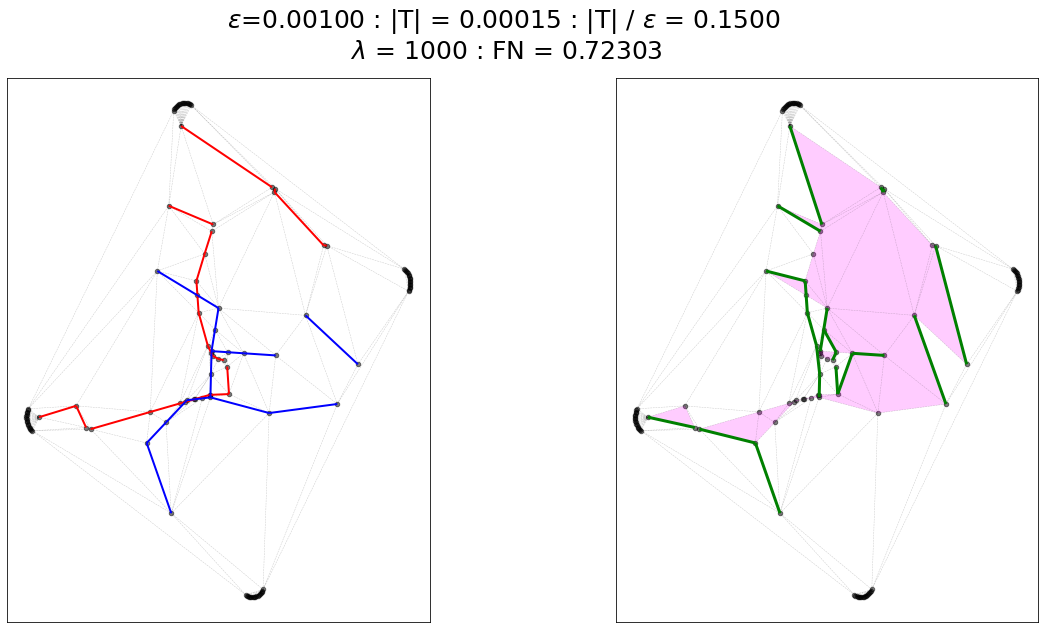 ε=0.00100 : |T| = 0.00015 : |T| / ε = 0.1500
λ = 1000 : FN = 0.72303